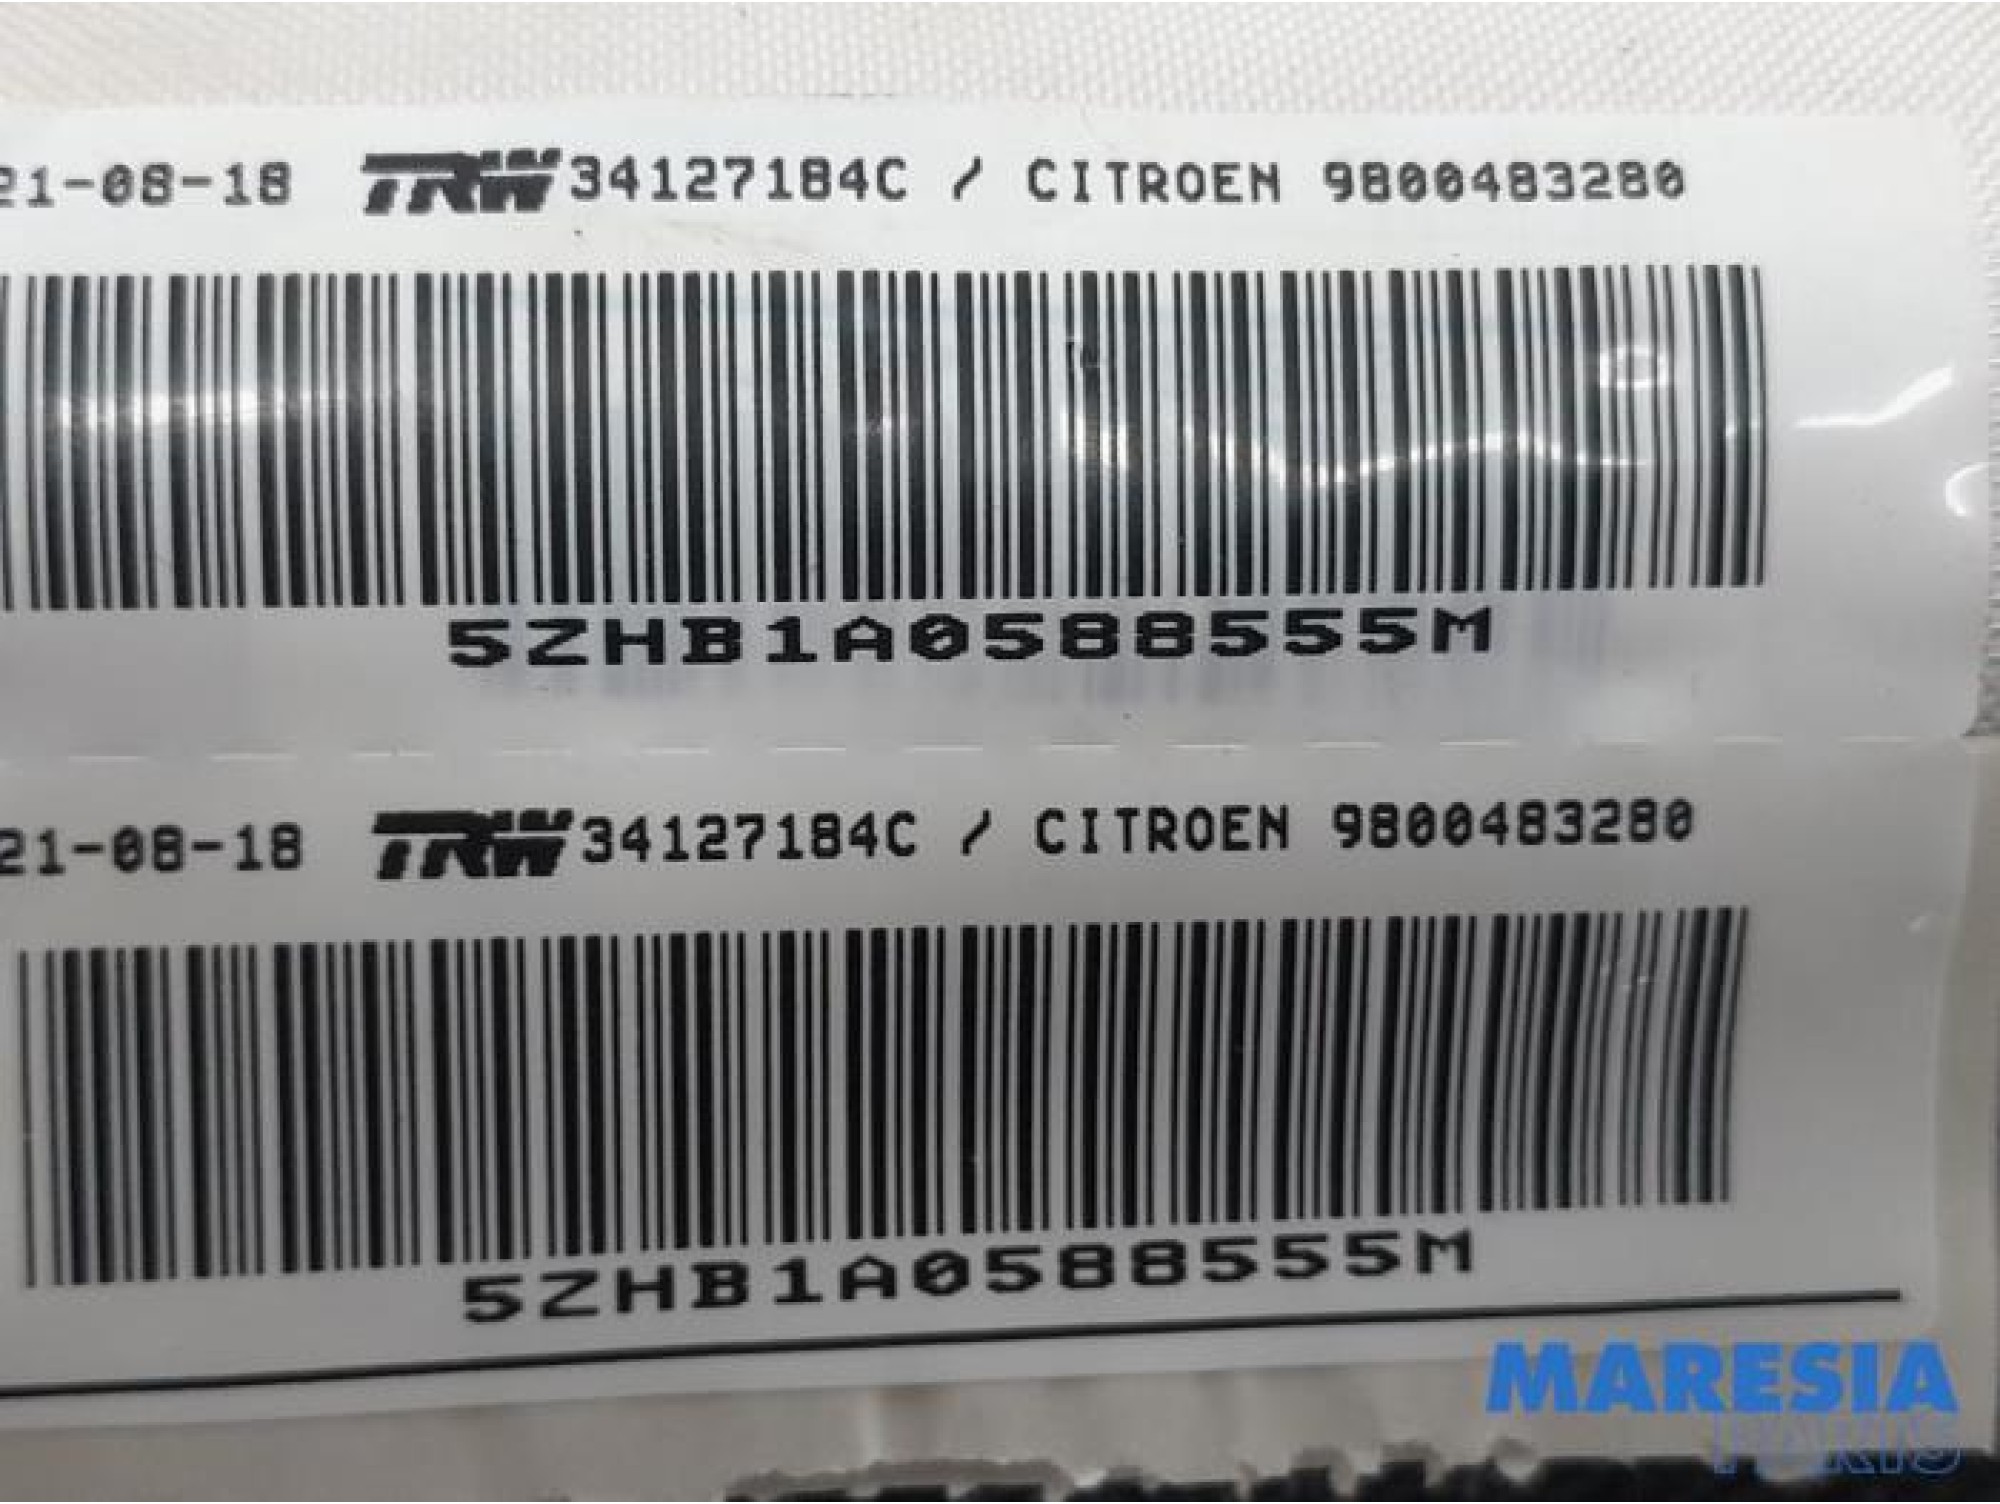 21-08-18 TRW 34127184C / CITROEN 9800483280
5ZHB1A0588555M
21-08-18 TRW 34127184C / CITROEN 9800483280
5ZHB1A0588555M
MARESIA
PARTS